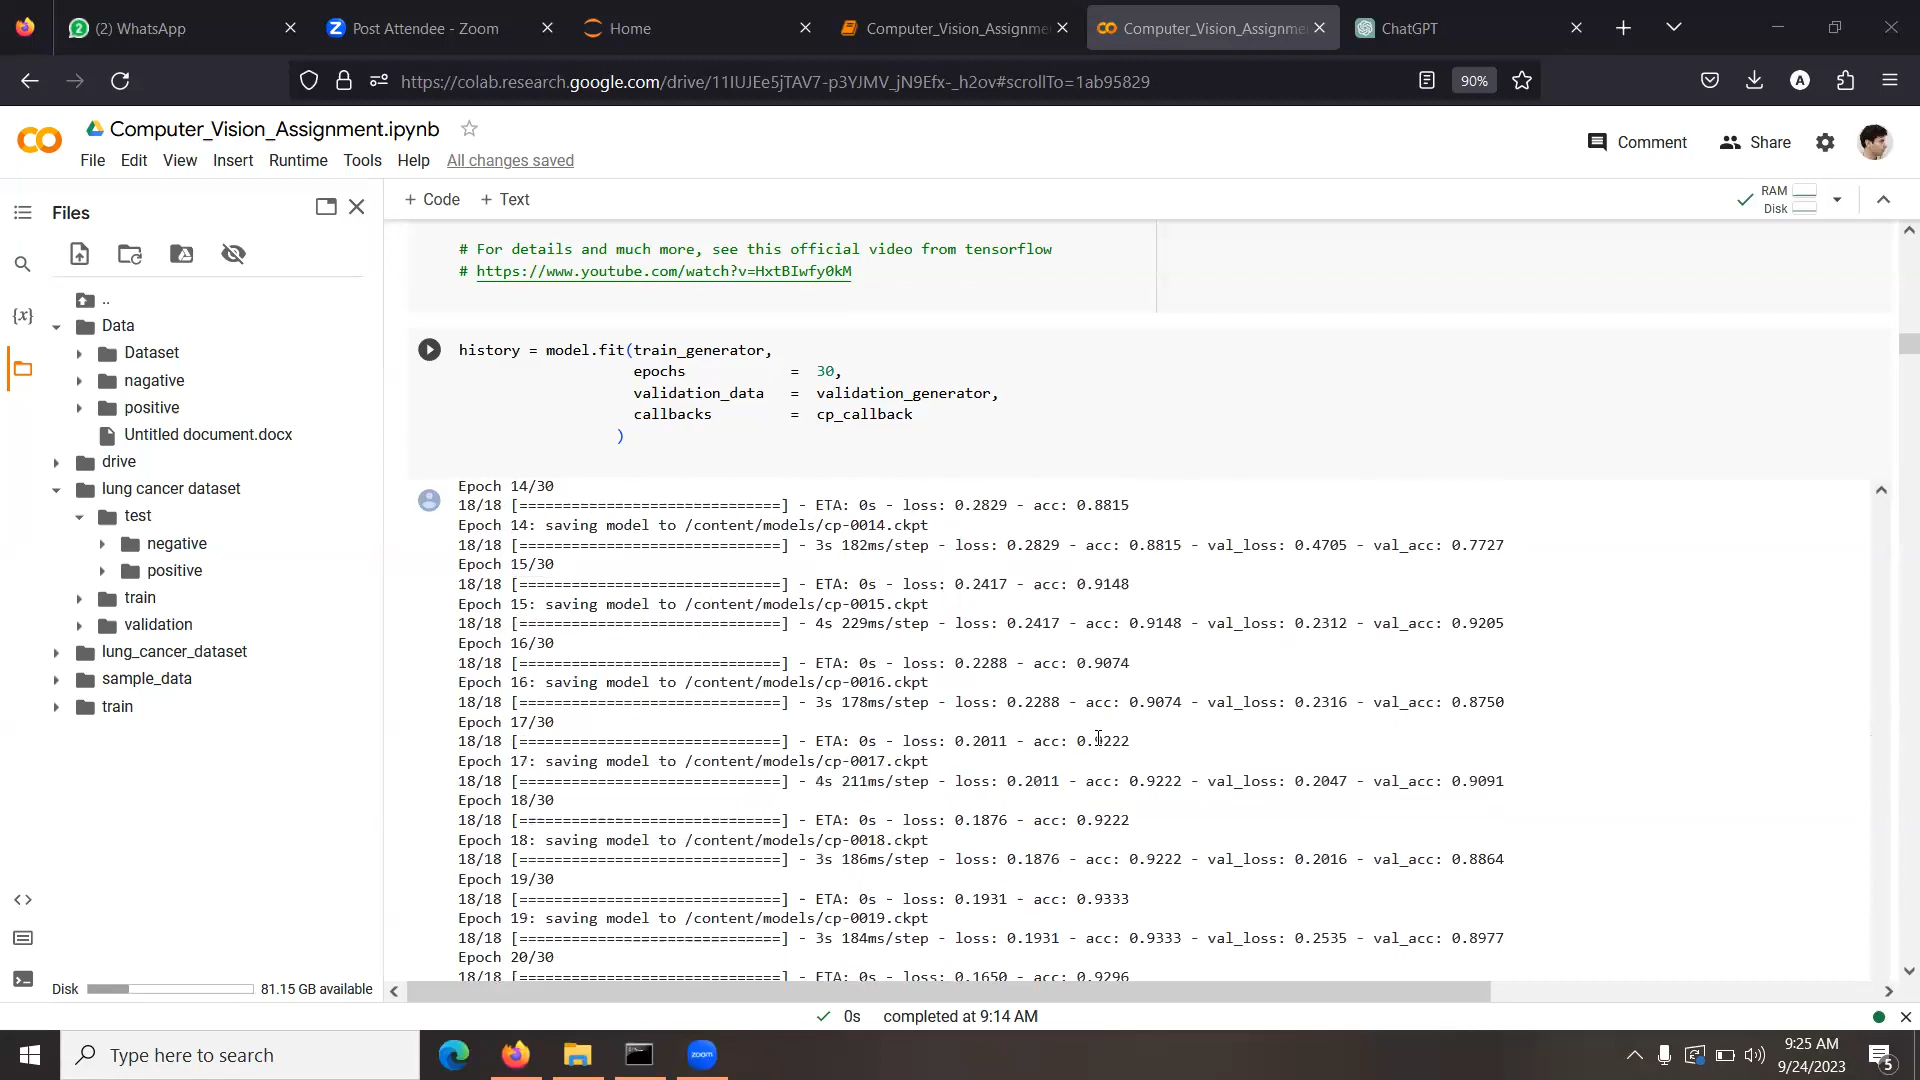 (2) WhatsApp
Post Attendee - Zoom
Home
Computer_Vision_Assignme
Computer_Vision_Assignme
ChatGPT
https://colab.research.google.com/drive/11IUJEe5jTAV7-p3YJMV_jN9Efx-_h2ov#scrollTo=1ab95829
90%
A
Computer_Vision_Assignment.ipynb
File Edit View Insert Runtime Tools Help All changes saved
Comment
Share
Files
+ Code + Text
RAM
Disk
..
Data
Dataset
nagative
positive
Untitled document.docx
drive
lung cancer dataset
test
negative
positive
train
validation
lung_cancer_dataset
sample_data
train
Disk 81.15 GB available
# For details and much more, see this official video from tensorflow
# https://www.youtube.com/watch?v=HxtBIwfy0kM
history = model.fit(train_generator,
epochs = 30,
validation_data = validation_generator,
callbacks = cp_callback
)
Epoch 14/30
18/18 [==============================] - ETA: 0s - loss: 0.2829 - acc: 0.8815
Epoch 14: saving model to /content/models/cp-0014.ckpt
18/18 [==============================] - 3s 182ms/step - loss: 0.2829 - acc: 0.8815 - val_loss: 0.4705 - val_acc: 0.7727
Epoch 15/30
18/18 [==============================] - ETA: 0s - loss: 0.2417 - acc: 0.9148
Epoch 15: saving model to /content/models/cp-0015.ckpt
18/18 [==============================] - 4s 229ms/step - loss: 0.2417 - acc: 0.9148 - val_loss: 0.2312 - val_acc: 0.9205
Epoch 16/30
18/18 [==============================] - ETA: 0s - loss: 0.2288 - acc: 0.9074
Epoch 16: saving model to /content/models/cp-0016.ckpt
18/18 [==============================] - 3s 178ms/step - loss: 0.2288 - acc: 0.9074 - val_loss: 0.2316 - val_acc: 0.8750
Epoch 17/30
18/18 [==============================] - ETA: 0s - loss: 0.2011 - acc: 0.9222
Epoch 17: saving model to /content/models/cp-0017.ckpt
18/18 [==============================] - 4s 211ms/step - loss: 0.2011 - acc: 0.9222 - val_loss: 0.2047 - val_acc: 0.9091
Epoch 18/30
18/18 [==============================] - ETA: 0s - loss: 0.1876 - acc: 0.9222
Epoch 18: saving model to /content/models/cp-0018.ckpt
18/18 [==============================] - 3s 186ms/step - loss: 0.1876 - acc: 0.9222 - val_loss: 0.2016 - val_acc: 0.8864
Epoch 19/30
18/18 [==============================] - ETA: 0s - loss: 0.1931 - acc: 0.9333
Epoch 19: saving model to /content/models/cp-0019.ckpt
18/18 [==============================] - 3s 184ms/step - loss: 0.1931 - acc: 0.9333 - val_loss: 0.2535 - val_acc: 0.8977
Epoch 20/30
18/18 [==============================] - ETA: 0s - loss: 0.1650 - acc: 0.9296
0s completed at 9:14 AM
Type here to search
zoom
9:25 AM
9/24/2023
5